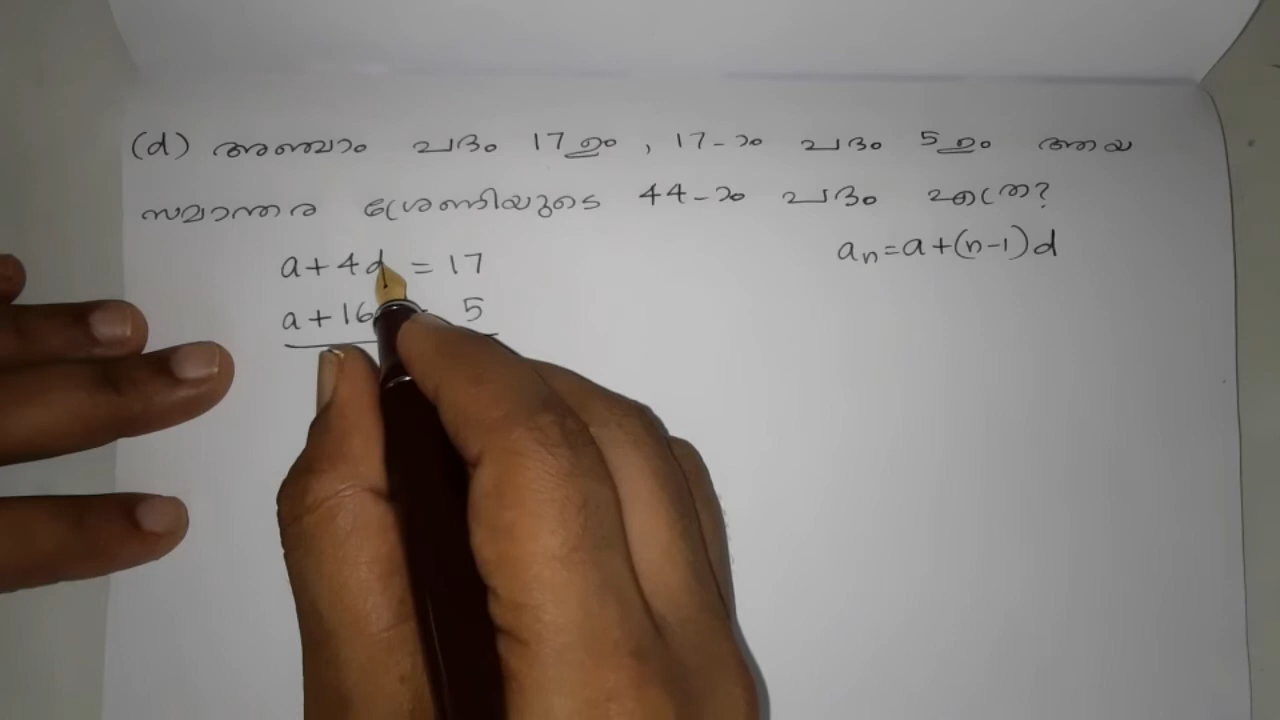 (d) അഞ്ചാം പദം 17ഉം , 17-ാം പദം 5ഉം ആയ
സമാന്തര ശ്രേണിയുടെ 44-ാം പദം എത്ര?
aₙ=a+(n-1)d
a+4d = 17
a+16 5